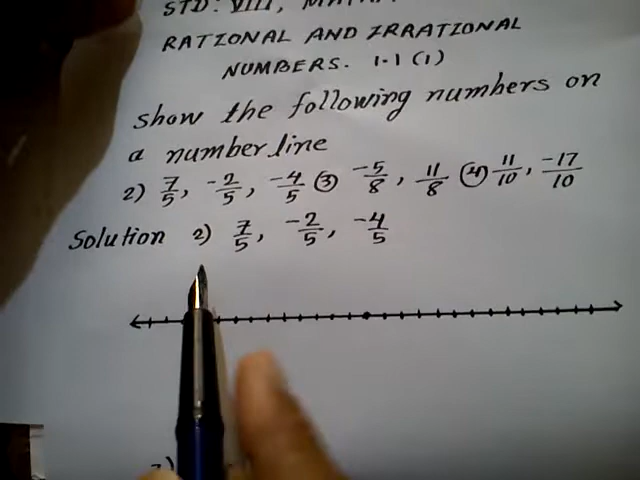 STD: VIII,
RATIONAL AND IRRATIONAL
NUMBERS. 1.1 (1)
Show the following numbers on
a number line
2) 7/5, -2/5, -4/5 ③ -5/8, 11/8 ④ 11/10, -17/10
Solution 2) 7/5, -2/5, -4/5